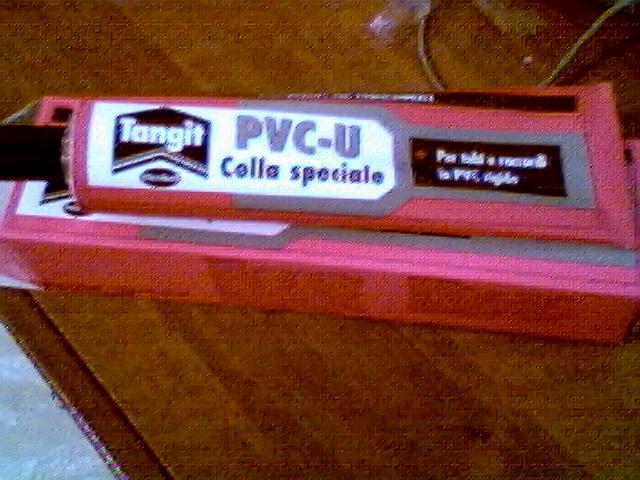 Tangit
PVC-U
Colla speciale
Per tubi e raccordi
in PVC rigido